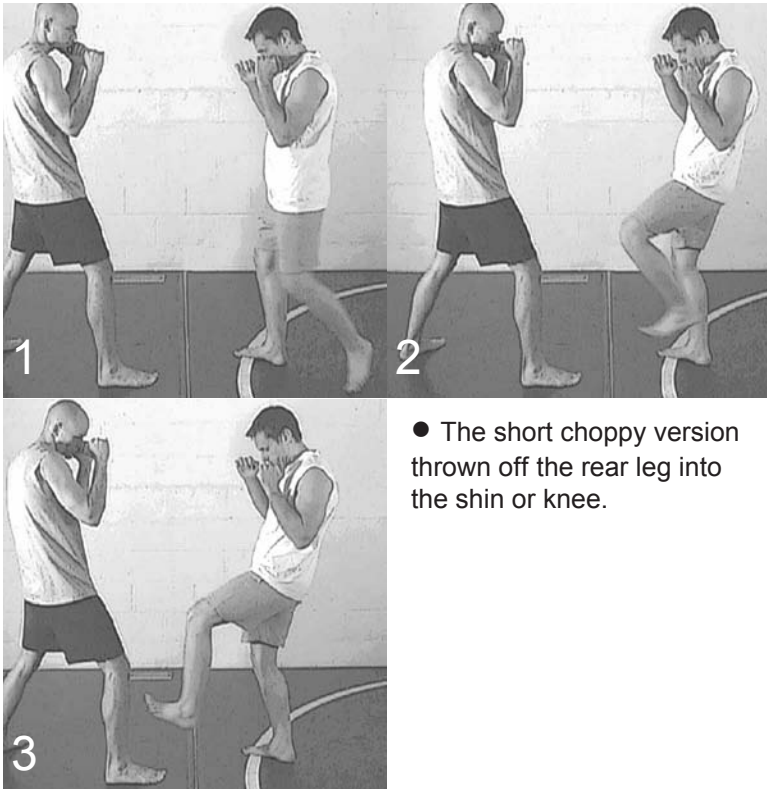 1
2
3
● The short choppy version
thrown off the rear leg into
the shin or knee.